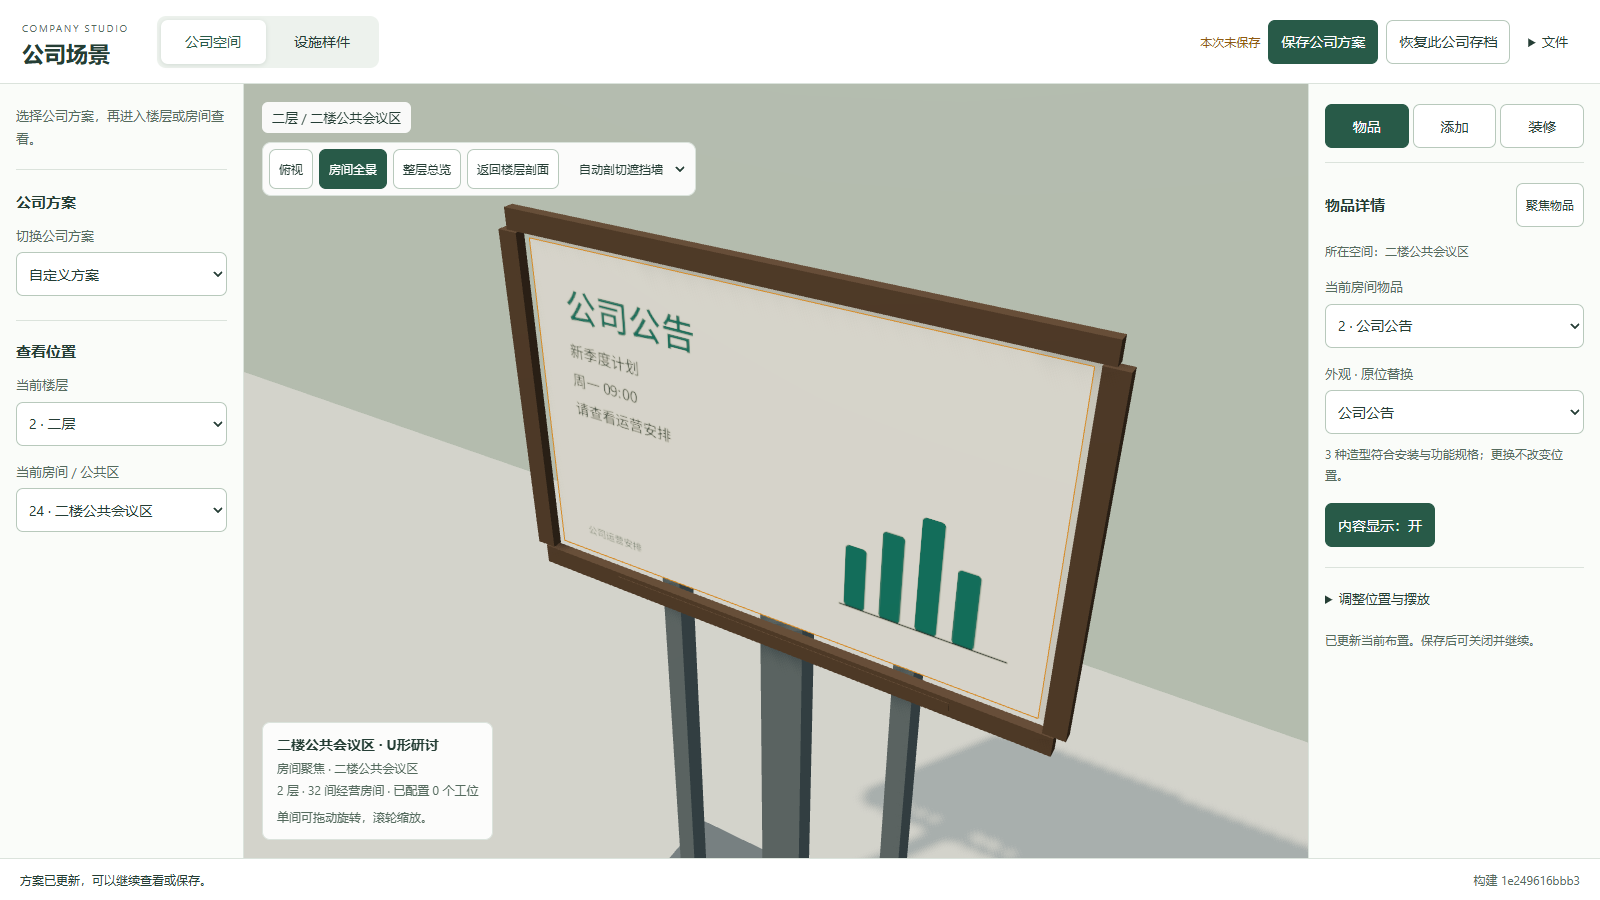 COMPANY STUDIO
公司场景
公司空间
设施样件
本次未保存
保存公司方案
恢复此公司存档
文件
选择公司方案，再进入楼层或房间查
看。
公司方案
切换公司方案
自定义方案
查看位置
当前楼层
2 · 二层
当前房间 / 公共区
24 · 二楼公共会议区
二层 / 二楼公共会议区
俯视
房间全景
整层总览
返回楼层剖面
自动剖切遮挡墙
公司公告
新季度计划
周一 09:00
请查看运营安排
公司运营安排
二楼公共会议区 · U形研讨
房间聚焦 · 二楼公共会议区
2 层 · 32 间经营房间 · 已配置 0 个工位
单间可拖动旋转，滚轮缩放。
物品
添加
装修
物品详情
聚焦物品
所在空间：二楼公共会议区
当前房间物品
2 · 公司公告
外观 · 原位替换
公司公告
3 种造型符合安装与功能规格；更换不改变位
置。
内容显示：开
调整位置与摆放
已更新当前布置。保存后可关闭并继续。
方案已更新，可以继续查看或保存。
构建 1e249616bbb3